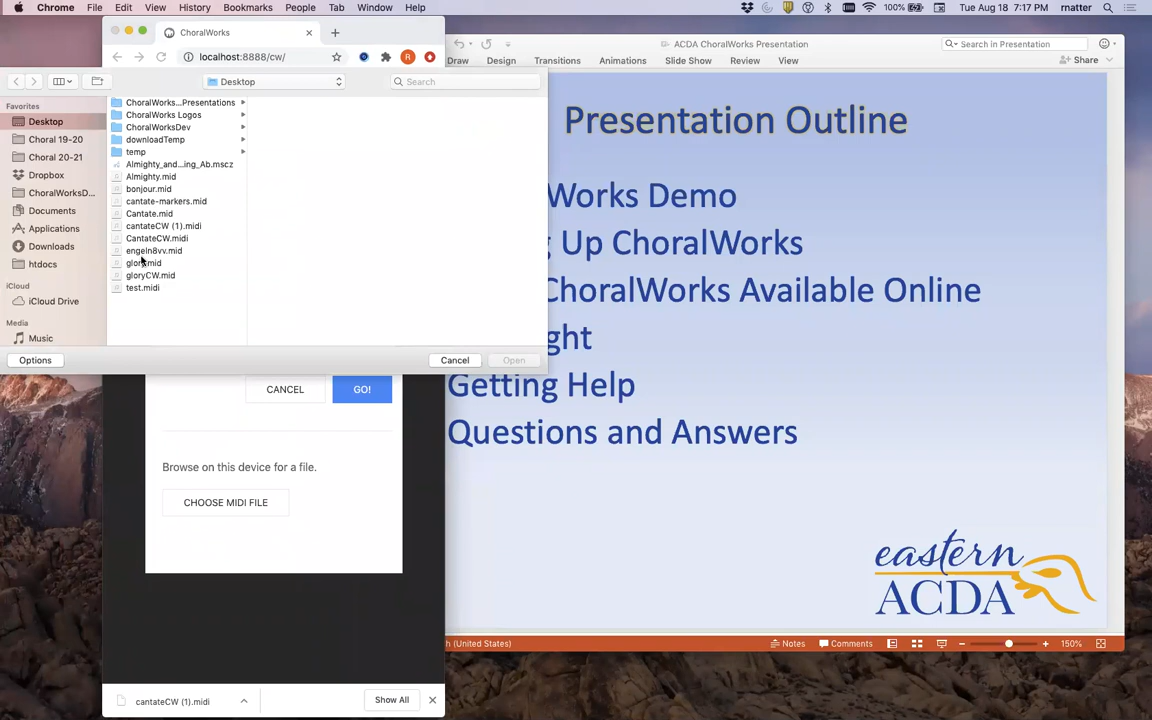 Chrome File Edit View History Bookmarks People Tab Window Help 100% Tue Aug 18 7:17 PM rnatter
ChoralWorks
ACDA ChoralWorks Presentation
Search in Presentation
localhost:8888/cw/
R
Draw Design Transitions Animations Slide Show Review View Share
Desktop
Search
Favorites
Desktop
Choral 19-20
Choral 20-21
Dropbox
ChoralWorksD...
Documents
Applications
Downloads
htdocs
iCloud
iCloud Drive
Media
Music
ChoralWorks...Presentations
ChoralWorks Logos
ChoralWorksDev
downloadTemp
temp
Almighty_and...ing_Ab.mscz
Almighty.mid
bonjour.mid
cantate-markers.mid
Cantate.mid
cantateCW (1).midi
CantateCW.midi
engeln8vv.mid
glory.mid
gloryCW.mid
test.midi
Options
Cancel
Open
Presentation Outline
Works Demo
g Up ChoralWorks
ChoralWorks Available Online
ght
Getting Help
Questions and Answers
CANCEL
GO!
Browse on this device for a file.
CHOOSE MIDI FILE
eastern
ACDA
h (United States)
Notes
Comments
150%
cantateCW (1).midi
Show All